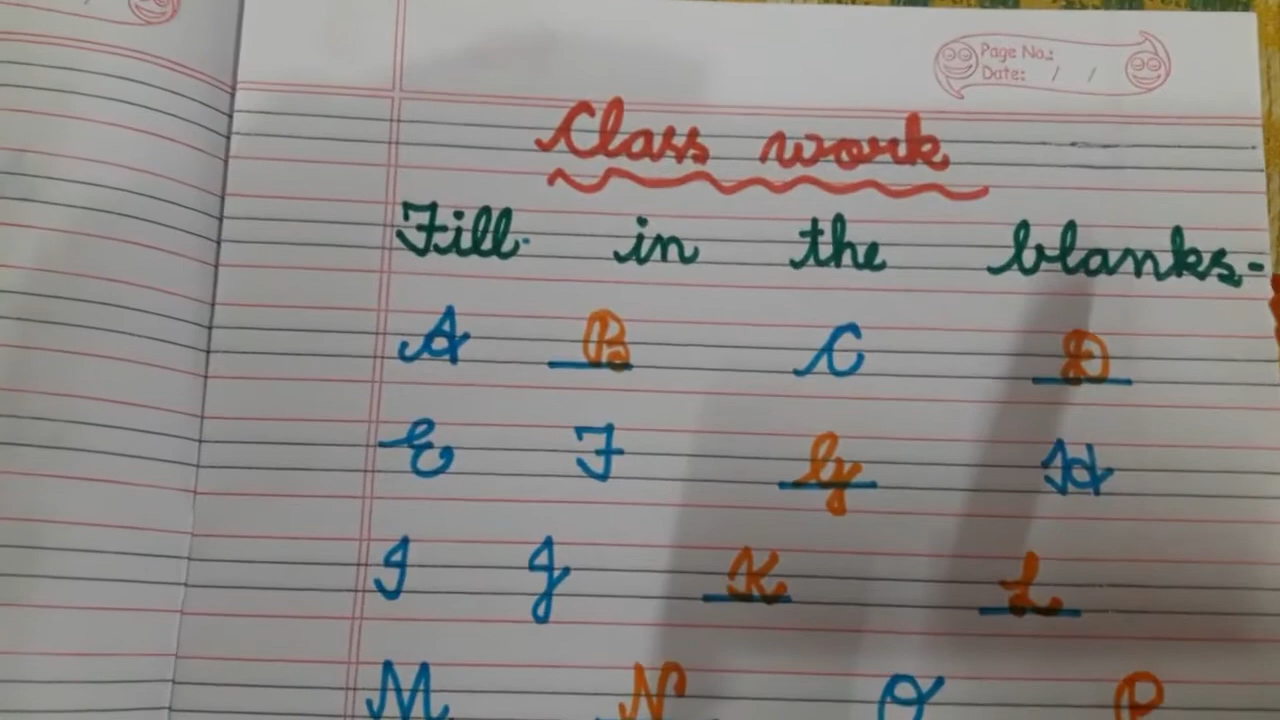 Page No.:
Date: / /
Class work
Fill in the blanks-
A B C D
E F G H
I J K L
M N O P